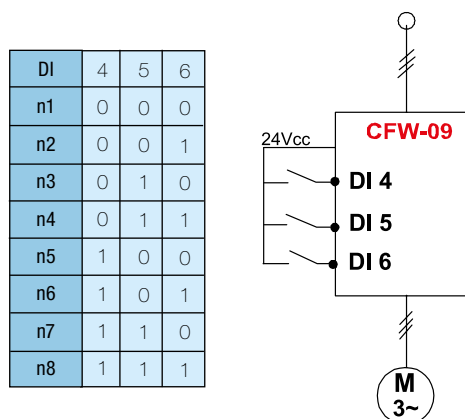 DI 4 5 6
n1 0 0 0
n2 0 0 1
n3 0 1 0
n4 0 1 1
n5 1 0 0
n6 1 0 1
n7 1 1 0
n8 1 1 1
CFW-09
24Vcc
DI 4
DI 5
DI 6
M
3~